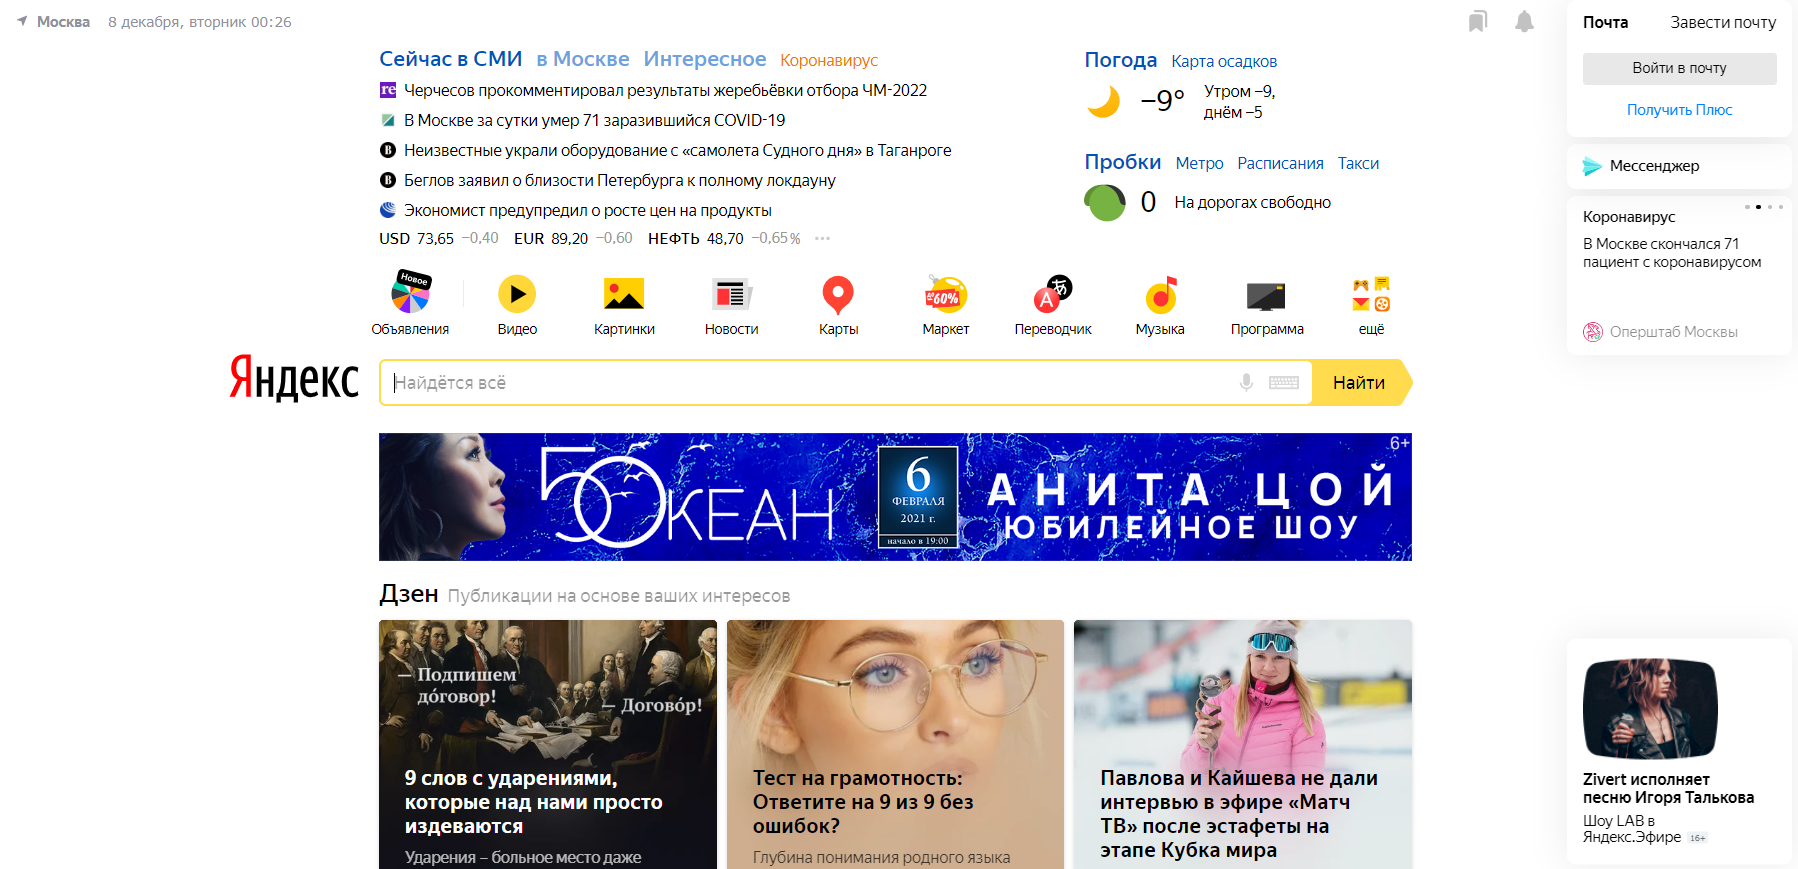 Москва 8 декабря, вторник 00:26
Сейчас в СМИ в Москве Интересное Коронавирус
re Черчесов прокомментировал результаты жеребьёвки отбора ЧМ-2022
В Москве за сутки умер 71 заразившийся COVID-19
B Неизвестные украли оборудование с «самолета Судного дня» в Таганроге
B Беглов заявил о близости Петербурга к полному локдауну
Экономист предупредил о росте цен на продукты
USD 73,65 −0,40 EUR 89,20 −0,60 НЕФТЬ 48,70 −0,65% ...
Погода Карта осадков
−9° Утром −9,
днём −5
Пробки Метро Расписания Такси
0 На дорогах свободно
Почта Завести почту
Войти в почту
Получить Плюс
Мессенджер
Коронавирус
В Москве скончался 71
пациент с коронавирусом
Оперштаб Москвы
Новое
до 60%
A あ
Объявления Видео Картинки Новости Карты Маркет Переводчик Музыка Программа ещё
Яндекс Найдётся всё Найти
50КЕАН
6
ФЕВРАЛЯ
2021 г.
начало в 19:00
АНИТА ЦОЙ
ЮБИЛЕЙНОЕ ШОУ
6+
Дзен Публикации на основе ваших интересов
— Подпишем
до́говор!
— Догово́р!
9 слов с ударениями,
которые над нами просто
издеваются
Ударения – больное место даже
Тест на грамотность:
Ответите на 9 из 9 без
ошибок?
Глубина понимания родного языка
Павлова и Кайшева не дали
интервью в эфире «Матч
ТВ» после эстафеты на
этапе Кубка мира
Zivert исполняет
песню Игоря Талькова
Шоу LAB в
Яндекс.Эфире 16+